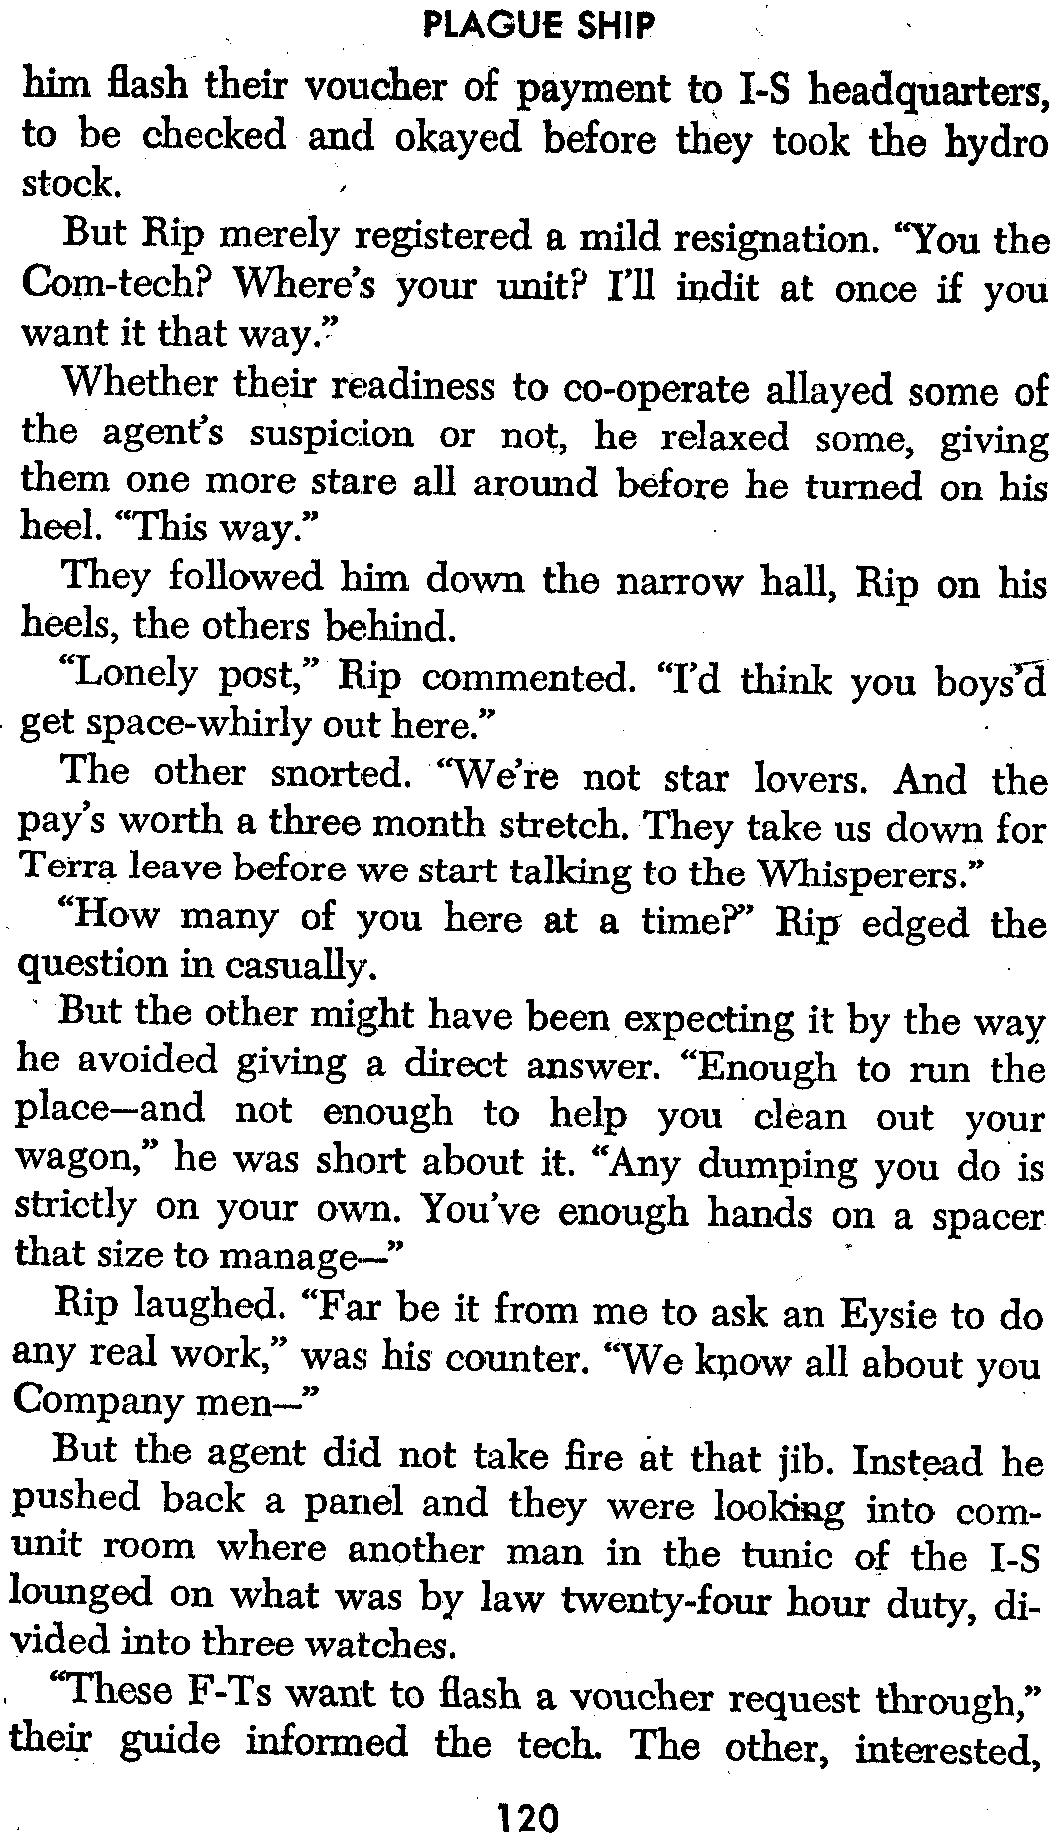 PLAGUE SHIP
him flash their voucher of payment to I-S headquarters,
to be checked and okayed before they took the hydro
stock.
But Rip merely registered a mild resignation. “You the
Com-tech? Where’s your unit? I’ll indit at once if you
want it that way.”
Whether their readiness to co-operate allayed some of
the agent’s suspicion or not, he relaxed some, giving
them one more stare all around before he turned on his
heel. “This way.”
They followed him down the narrow hall, Rip on his
heels, the others behind.
“Lonely post,” Rip commented. “I’d think you boys’d
get space-whirly out here.”
The other snorted. “We’re not star lovers. And the
pay’s worth a three month stretch. They take us down for
Terra leave before we start talking to the Whisperers.”
“How many of you here at a time?” Rip edged the
question in casually.
But the other might have been expecting it by the way
he avoided giving a direct answer. “Enough to run the
place—and not enough to help you clean out your
wagon,” he was short about it. “Any dumping you do is
strictly on your own. You’ve enough hands on a spacer
that size to manage—”
Rip laughed. “Far be it from me to ask an Eysie to do
any real work,” was his counter. “We know all about you
Company men—”
But the agent did not take fire at that jib. Instead he
pushed back a panel and they were looking into com-
unit room where another man in the tunic of the I-S
lounged on what was by law twenty-four hour duty, di-
vided into three watches.
“These F-Ts want to flash a voucher request through,”
their guide informed the tech. The other, interested,
120